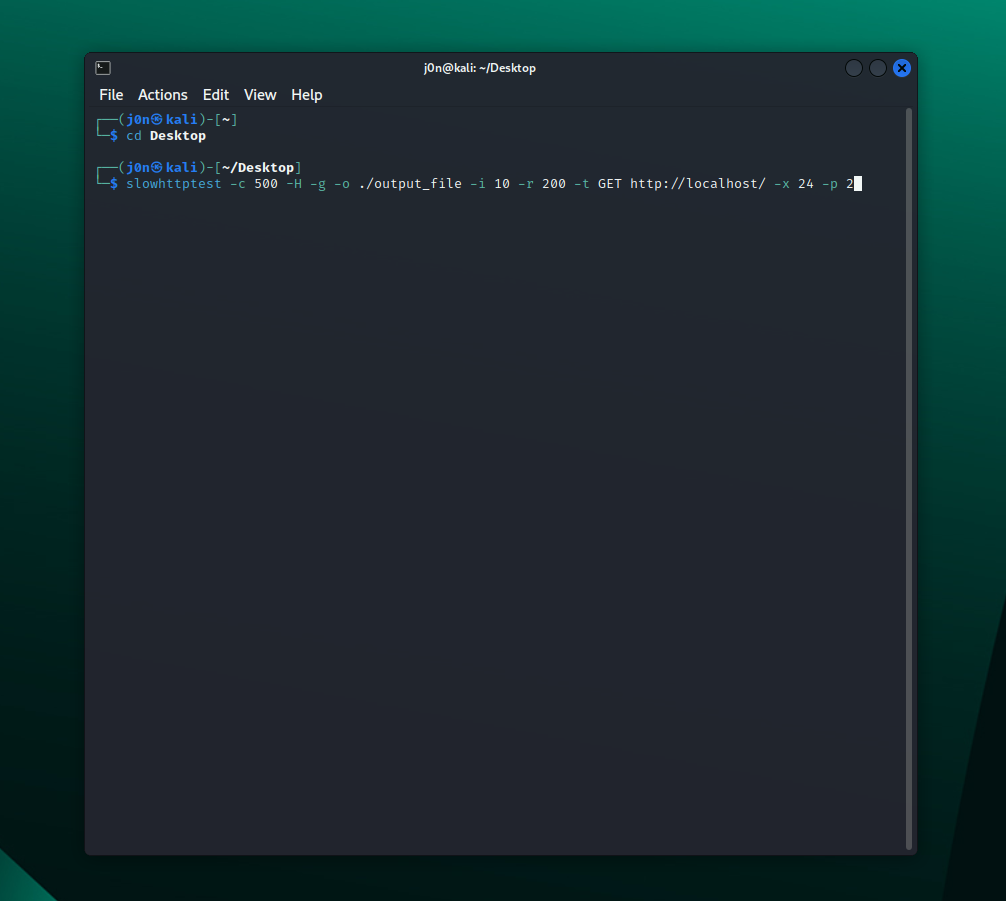 j0n@kali: ~/Desktop
File Actions Edit View Help
┌──(j0n㉿kali)-[~]
└─$ cd Desktop
┌──(j0n㉿kali)-[~/Desktop]
└─$ slowhttptest -c 500 -H -g -o ./output_file -i 10 -r 200 -t GET http://localhost/ -x 24 -p 2